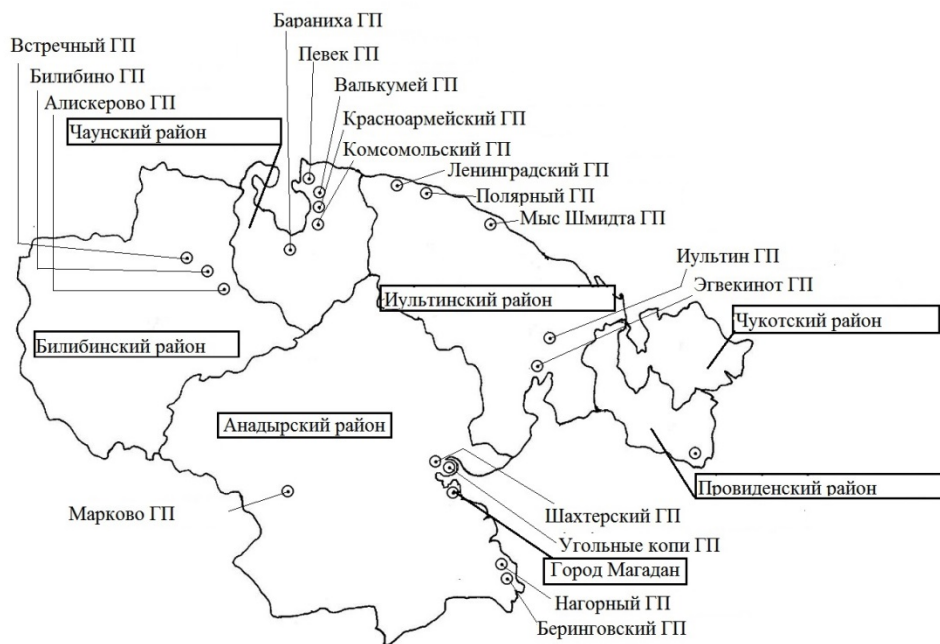 Бараниха ГП
Встречный ГП
Певек ГП
Билибино ГП
Валькумей ГП
Алискерово ГП
Красноармейский ГП
Чаунский район
Комсомольский ГП
Ленинградский ГП
Полярный ГП
Мыс Шмидта ГП
Иультин ГП
Эгвекинот ГП
Иультинский район
Чукотский район
Билибинский район
Анадырский район
Провиденский район
Марково ГП
Шахтерский ГП
Угольные копи ГП
Город Магадан
Нагорный ГП
Беринговский ГП